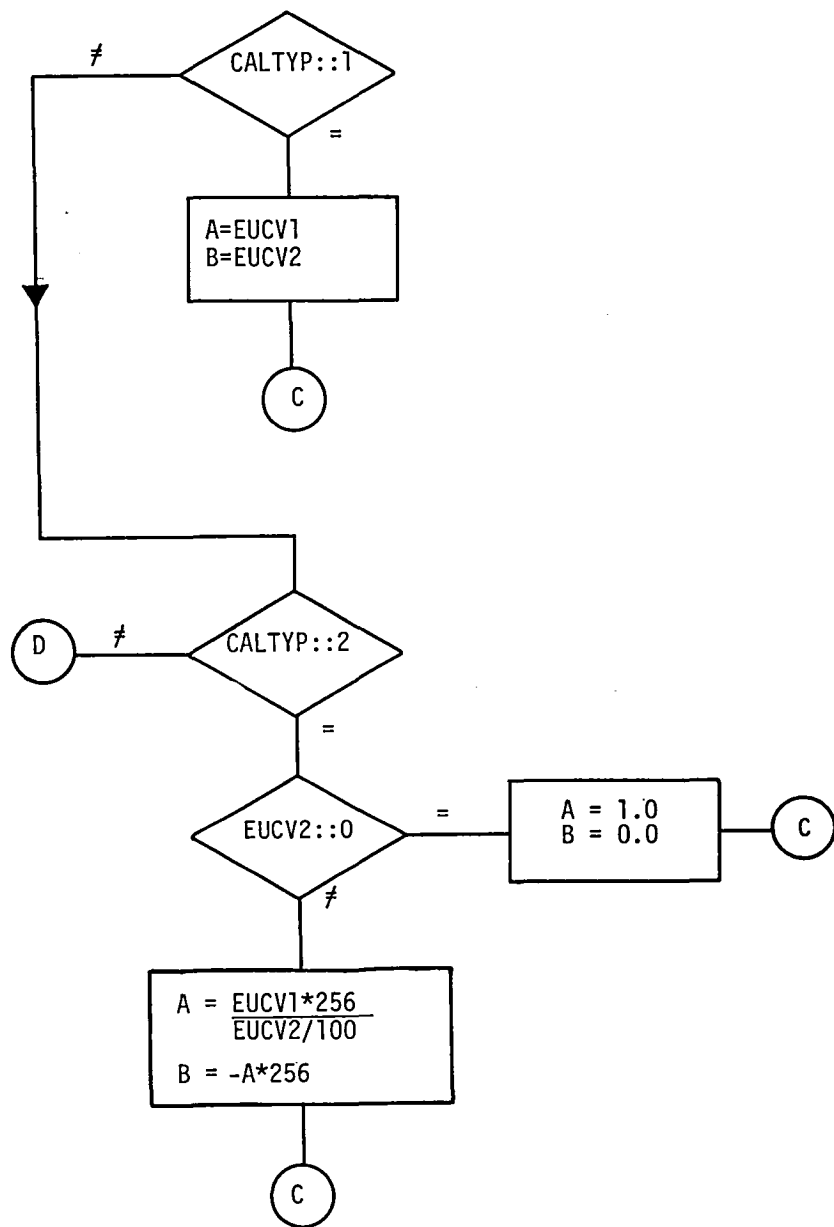 CALTYP::1
≠
=
A=EUCV1
B=EUCV2
C
D
≠
CALTYP::2
=
EUCV2::0
=
A = 1.0
B = 0.0
C
≠
A = EUCV1*256
EUCV2/100
B = -A*256
C